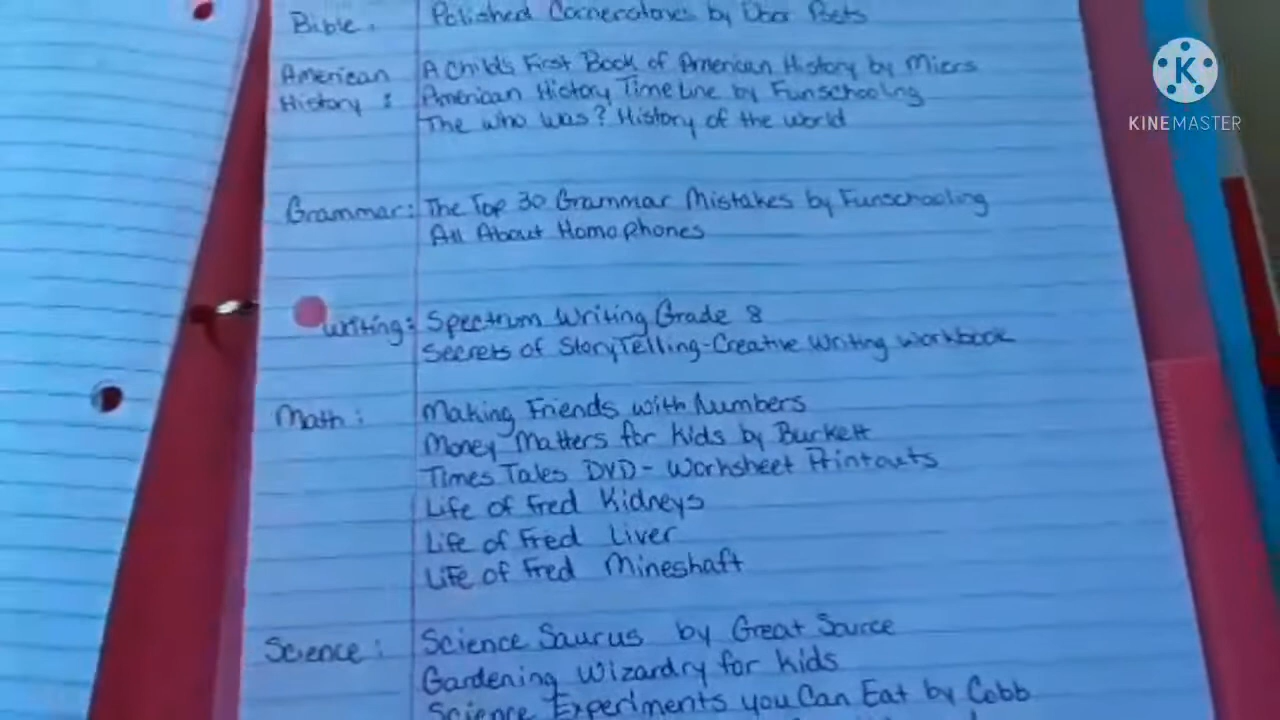 Bible: Polished Cornerstones by Door Posts
American A Child's First Book of American History by Miers
History: American History TimeLine by Funschooling
The Who Was? History of the World
Grammar: The Top 30 Grammar Mistakes by Funschooling
All About Homophones
Writing: Spectrum Writing Grade 8
Secrets of StoryTelling-Creative Writing Workbook
Math: Making Friends with Numbers
Money Matters for Kids by Burkett
Times Tales DVD - Worksheet Printouts
Life of Fred Kidneys
Life of Fred Liver
Life of Fred Mineshaft
Science: Science Saurus by Great Source
Gardening Wizardry for Kids
Science Experiments you Can Eat by Cobb
K
KINEMASTER